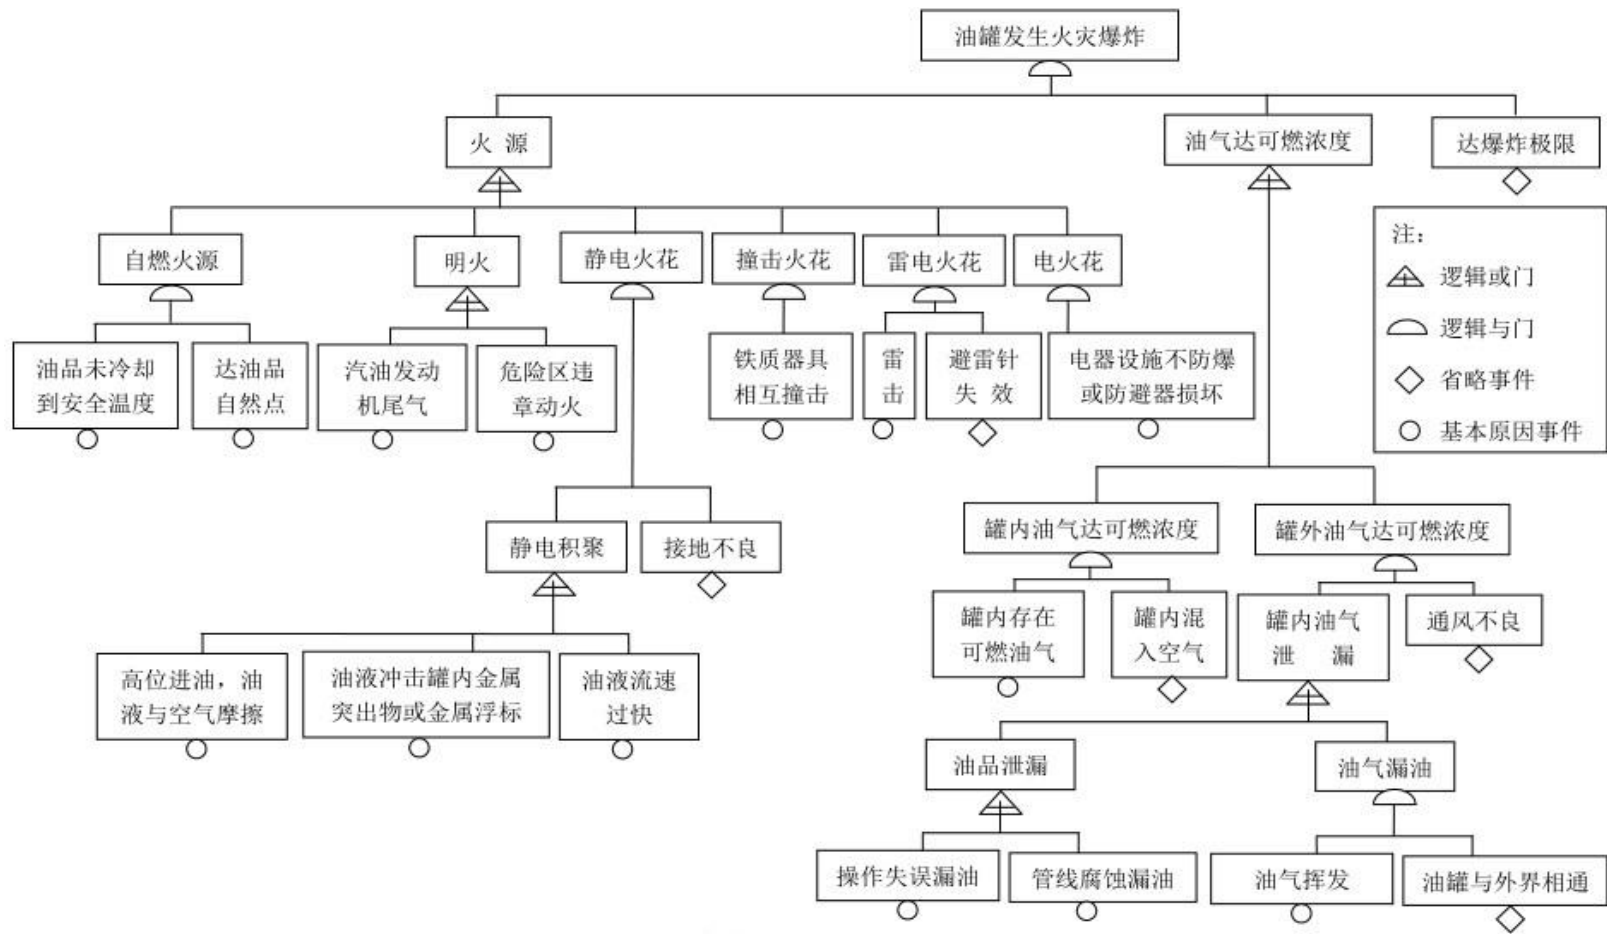 油罐发生火灾爆炸
火 源
油气达可燃浓度
达爆炸极限
自燃火源
明火
静电火花
撞击火花
雷电火花
电火花
注：
逻辑或门
逻辑与门
省略事件
基本原因事件
油品未冷却
到安全温度
达油品
自然点
汽油发动
机尾气
危险区违
章动火
铁质器具
相互撞击
雷
击
避雷针
失 效
电器设施不防爆
或防避器损坏
静电积聚
接地不良
罐内油气达可燃浓度
罐外油气达可燃浓度
罐内存在
可燃油气
罐内混
入空气
罐内油气
泄 漏
通风不良
高位进油，油
液与空气摩擦
油液冲击罐内金属
突出物或金属浮标
油液流速
过快
油品泄漏
油气漏油
操作失误漏油
管线腐蚀漏油
油气挥发
油罐与外界相通